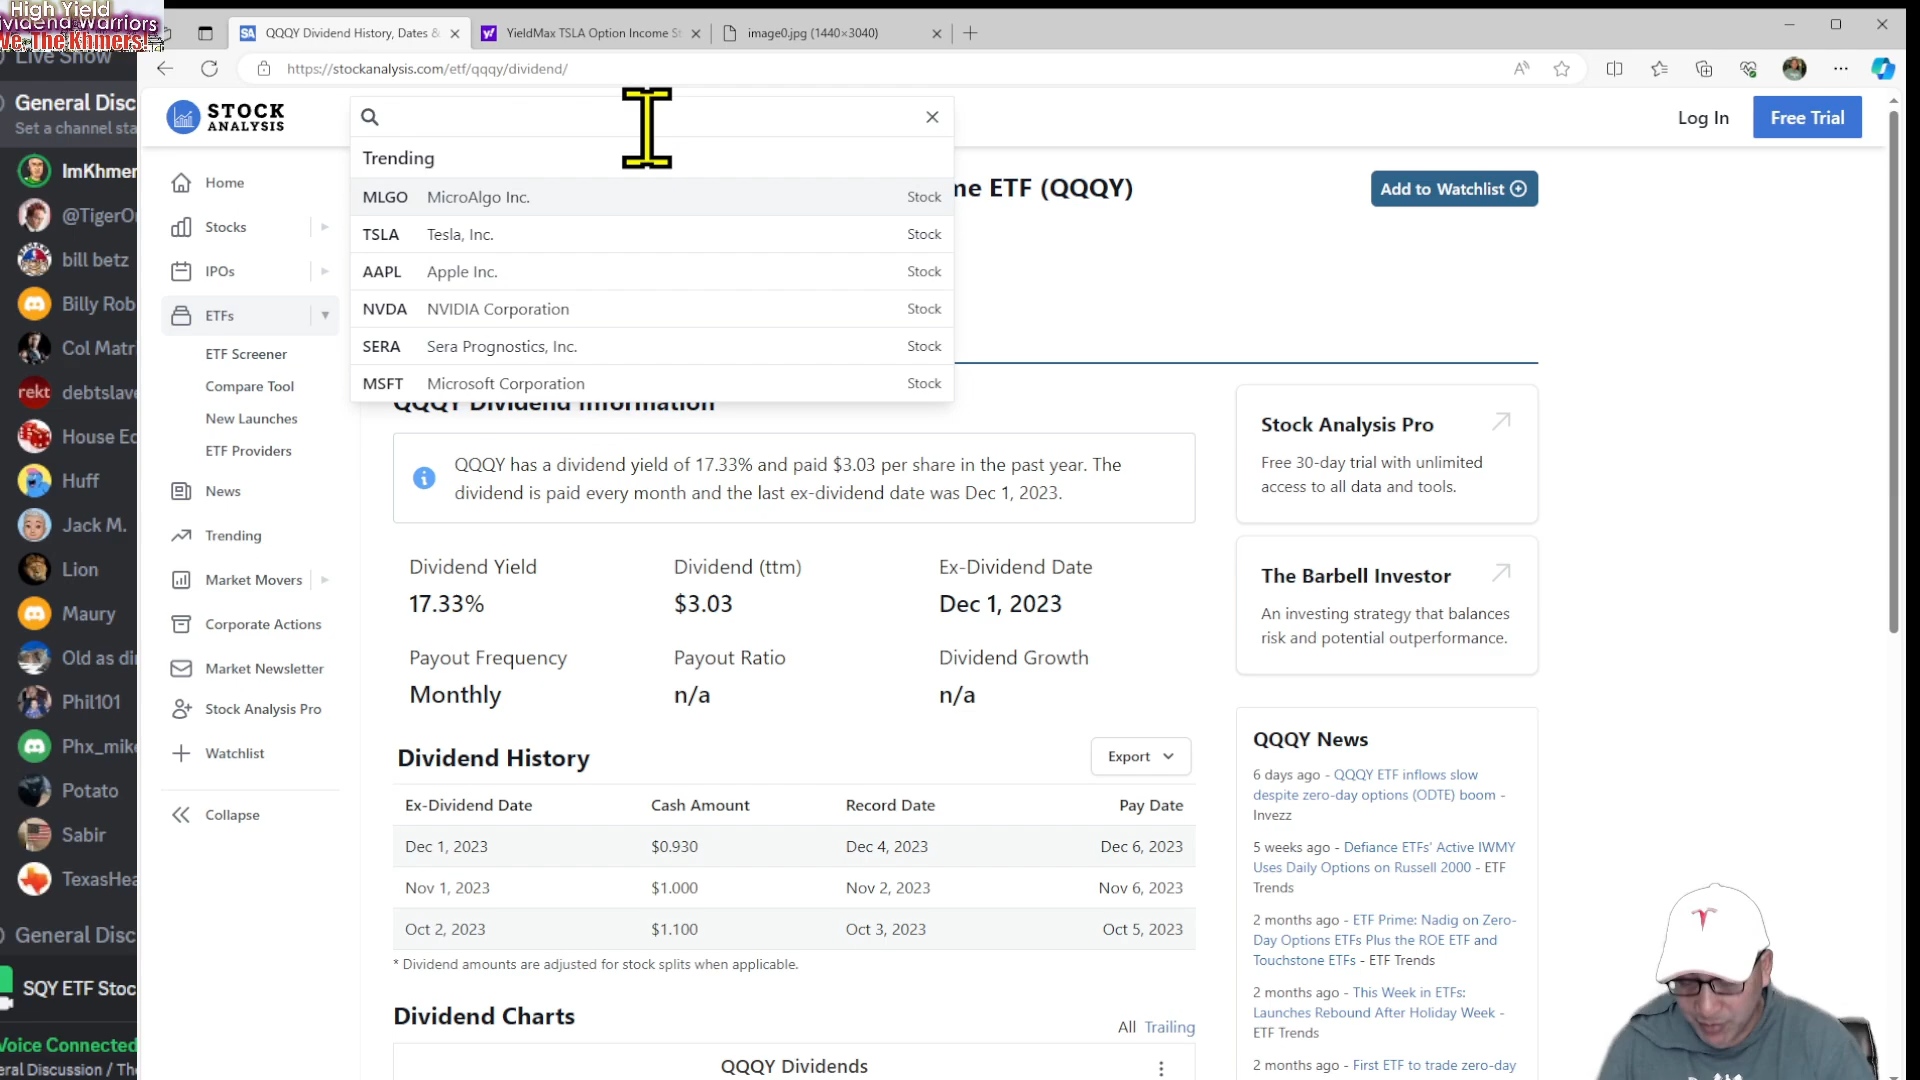 High Yield
ividend Warriors
We The Khmers!
Live Show
General Disc
Set a channel sta
ImKhmer
@TigerOr
bill betz
Billy Rob
Col Matri
rekt
debtslave
House Ed
Huff
Jack M.
Lion
Maury
Old as di
Phil101
Phx_mike
Potato
Sabir
TexasHea
General Disc
SQY ETF Stoc
Voice Connected
eral Discussion / The
SA QQQY Dividend History, Dates &
YieldMax TSLA Option Income S
image0.jpg (1440×3040)
https://stockanalysis.com/etf/qqqy/dividend/
STOCK
ANALYSIS
Log In
Free Trial
Trending
MLGO MicroAlgo Inc. Stock
TSLA Tesla, Inc. Stock
AAPL Apple Inc. Stock
NVDA NVIDIA Corporation Stock
SERA Sera Prognostics, Inc. Stock
MSFT Microsoft Corporation Stock
me ETF (QQQY)
Add to Watchlist
Home
Stocks
IPOs
ETFs
ETF Screener
Compare Tool
New Launches
ETF Providers
News
Trending
Market Movers
Corporate Actions
Market Newsletter
Stock Analysis Pro
Watchlist
Collapse
QQQY Dividend Information
QQQY has a dividend yield of 17.33% and paid $3.03 per share in the past year. The
dividend is paid every month and the last ex-dividend date was Dec 1, 2023.
Dividend Yield
17.33%
Dividend (ttm)
$3.03
Ex-Dividend Date
Dec 1, 2023
Payout Frequency
Monthly
Payout Ratio
n/a
Dividend Growth
n/a
Dividend History
Export
Ex-Dividend Date Cash Amount Record Date Pay Date
Dec 1, 2023 $0.930 Dec 4, 2023 Dec 6, 2023
Nov 1, 2023 $1.000 Nov 2, 2023 Nov 6, 2023
Oct 2, 2023 $1.100 Oct 3, 2023 Oct 5, 2023
* Dividend amounts are adjusted for stock splits when applicable.
Dividend Charts
All Trailing
QQQY Dividends
Stock Analysis Pro
Free 30-day trial with unlimited
access to all data and tools.
The Barbell Investor
An investing strategy that balances
risk and potential outperformance.
QQQY News
6 days ago - QQQY ETF inflows slow
despite zero-day options (ODTE) boom -
Invezz
5 weeks ago - Defiance ETFs' Active IWMY
Uses Daily Options on Russell 2000 - ETF
Trends
2 months ago - ETF Prime: Nadig on Zero-
Day Options ETFs Plus the ROE ETF and
Touchstone ETFs - ETF Trends
2 months ago - This Week in ETFs:
Launches Rebound After Holiday Week -
ETF Trends
2 months ago - First ETF to trade zero-day